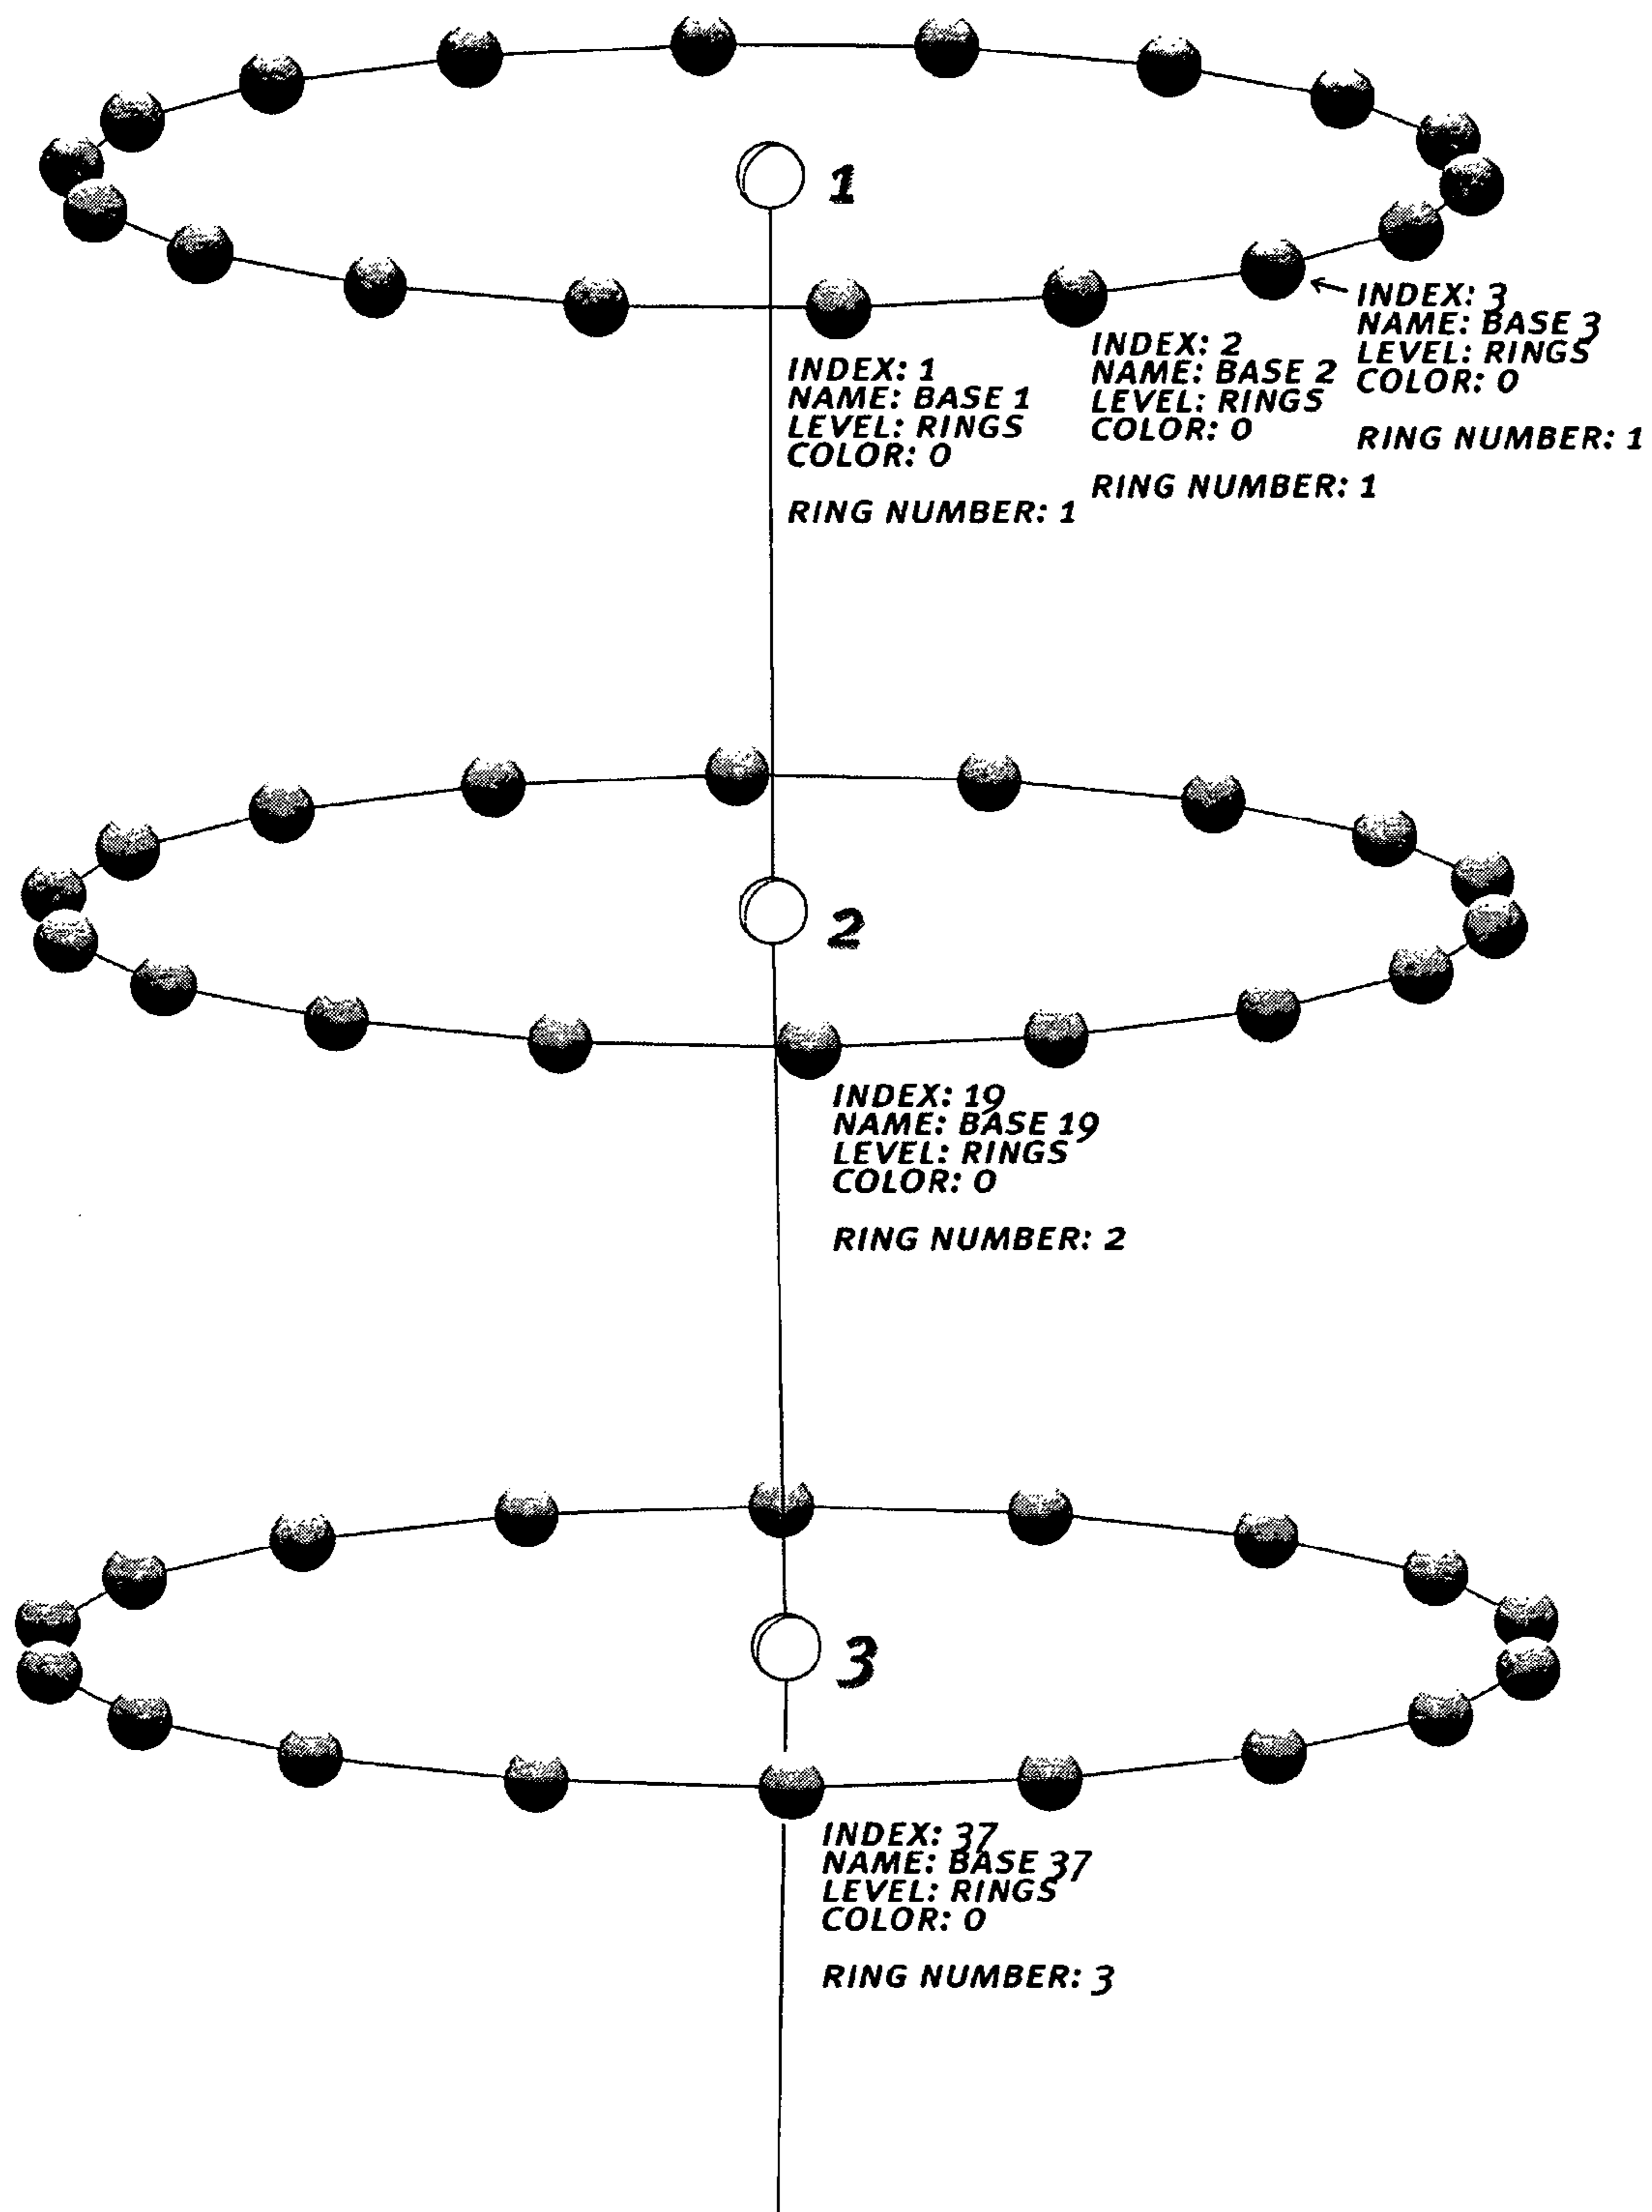 1
INDEX: 1
NAME: BASE 1
LEVEL: RINGS
COLOR: 0
RING NUMBER: 1
INDEX: 2
NAME: BASE 2
LEVEL: RINGS
COLOR: 0
RING NUMBER: 1
INDEX: 3
NAME: BASE 3
LEVEL: RINGS
COLOR: 0
RING NUMBER: 1
2
INDEX: 19
NAME: BASE 19
LEVEL: RINGS
COLOR: 0
RING NUMBER: 2
3
INDEX: 37
NAME: BASE 37
LEVEL: RINGS
COLOR: 0
RING NUMBER: 3